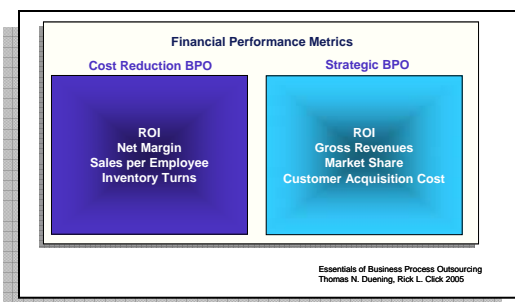 Financial Performance Metrics
Cost Reduction BPO
Strategic BPO
ROI
Net Margin
Sales per Employee
Inventory Turns
ROI
Gross Revenues
Market Share
Customer Acquisition Cost
Essentials of Business Process Outsourcing
Thomas N. Duening, Rick L. Click 2005